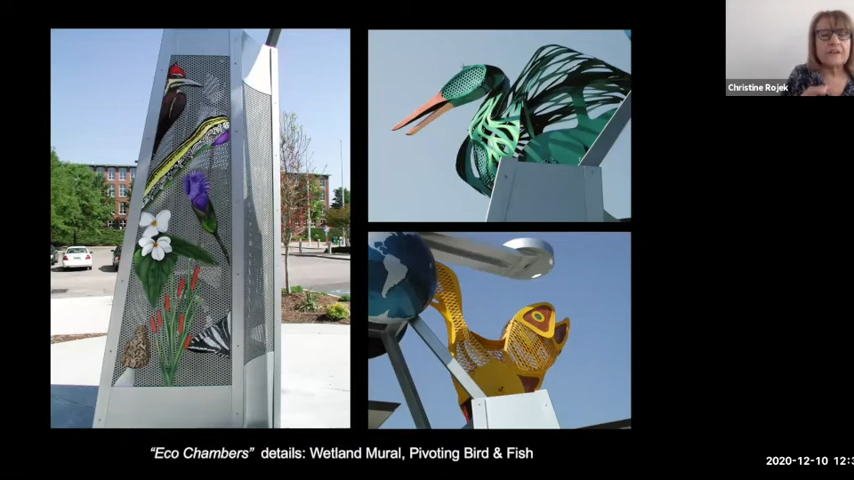 Christine Rojek
“Eco Chambers” details: Wetland Mural, Pivoting Bird & Fish
2020-12-10 12:3